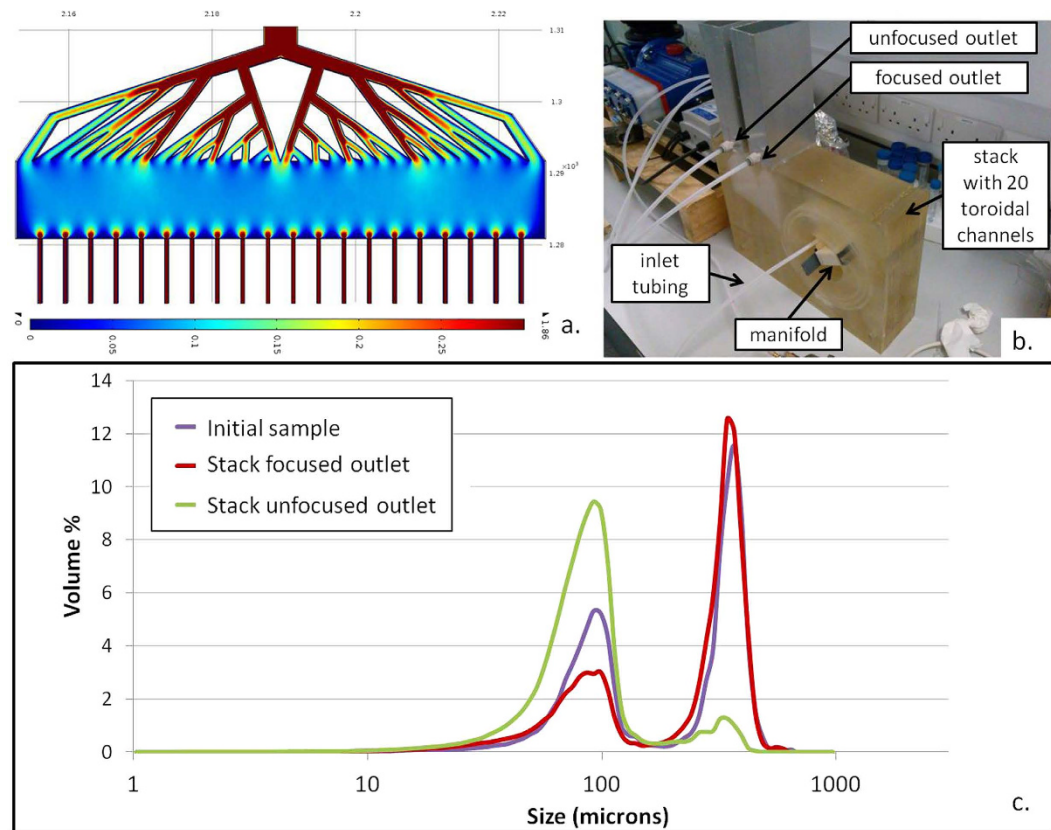 2.16
2.18
2.2
2.22
1.31
1.3
1.29
×10³
1.28
0
1.86
0
0.05
0.1
0.15
0.2
0.25
a.
unfocused outlet
focused outlet
stack
with 20
toroidal
channels
inlet
tubing
manifold
b.
14
12
10
8
6
4
2
0
Volume %
Initial sample
Stack focused outlet
Stack unfocused outlet
1
10
100
1000
Size (microns)
c.